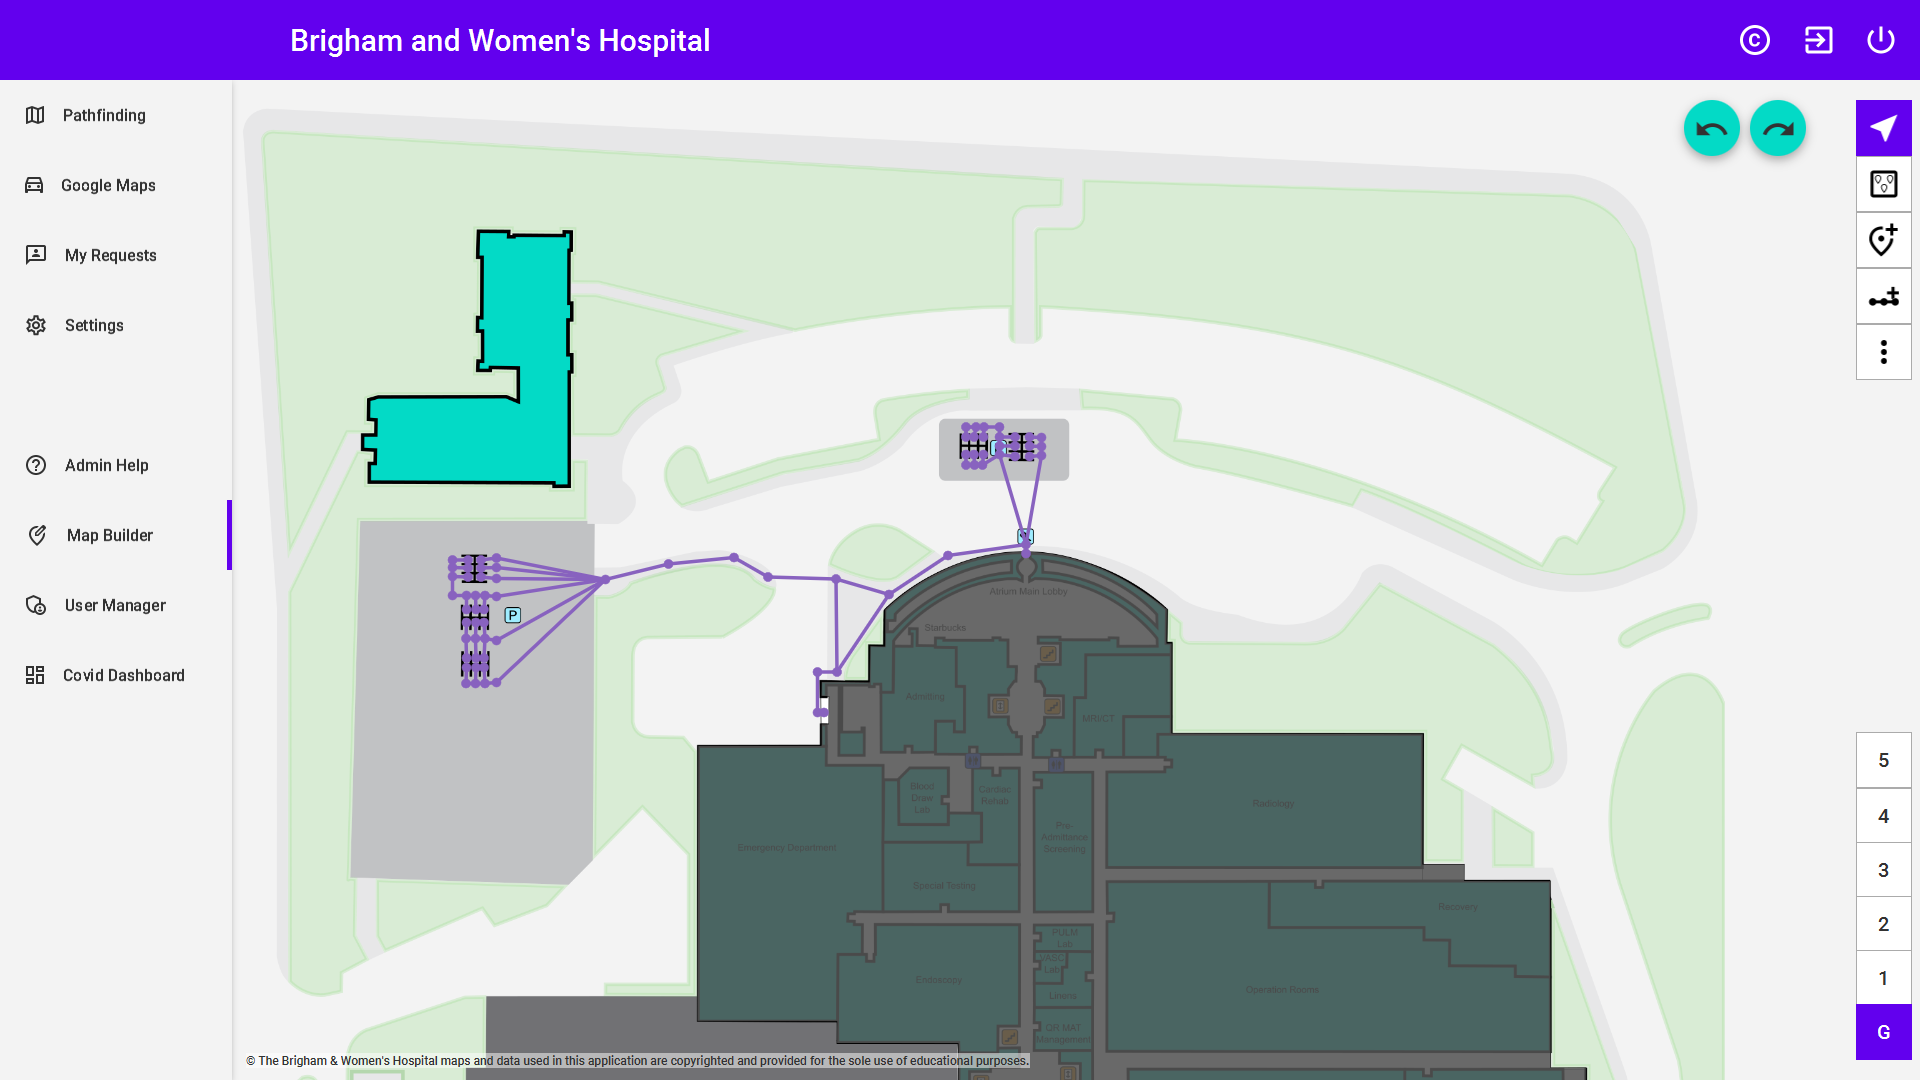 Brigham and Women's Hospital
C
Pathfinding
Google Maps
My Requests
Settings
Admin Help
Map Builder
User Manager
Covid Dashboard
P
Atrium Main Lobby
Starbucks
Admitting
MRI/CT
Blood
Draw
Lab
Cardiac
Rehab
Radiology
Pre
Admittance
Screening
Emergency Department
Special Testing
Recovery
PULM
Lab
VASC
Lab
Endoscopy
Linens
Operation Rooms
OR MAT
Management
5
4
3
2
1
G
© The Brigham & Women's Hospital maps and data used in this application are copyrighted and provided for the sole use of educational purposes.